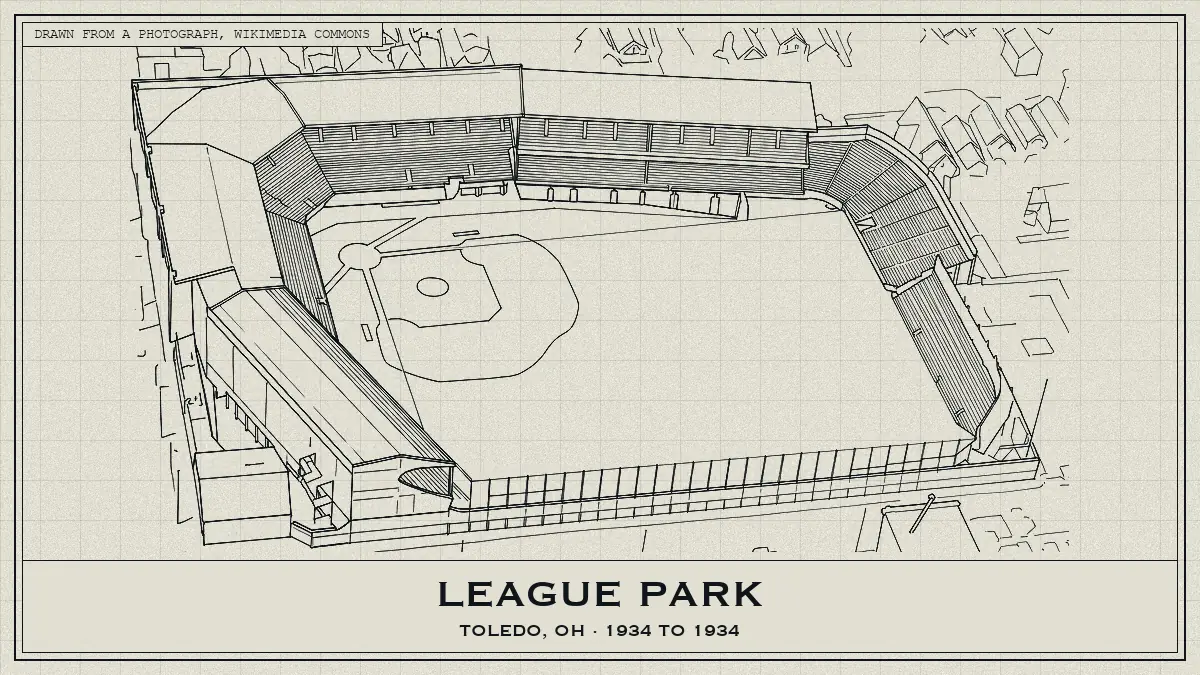 DRAWN FROM A PHOTOGRAPH, WIKIMEDIA COMMONS
LEAGUE PARK
TOLEDO, OH · 1934 TO 1934